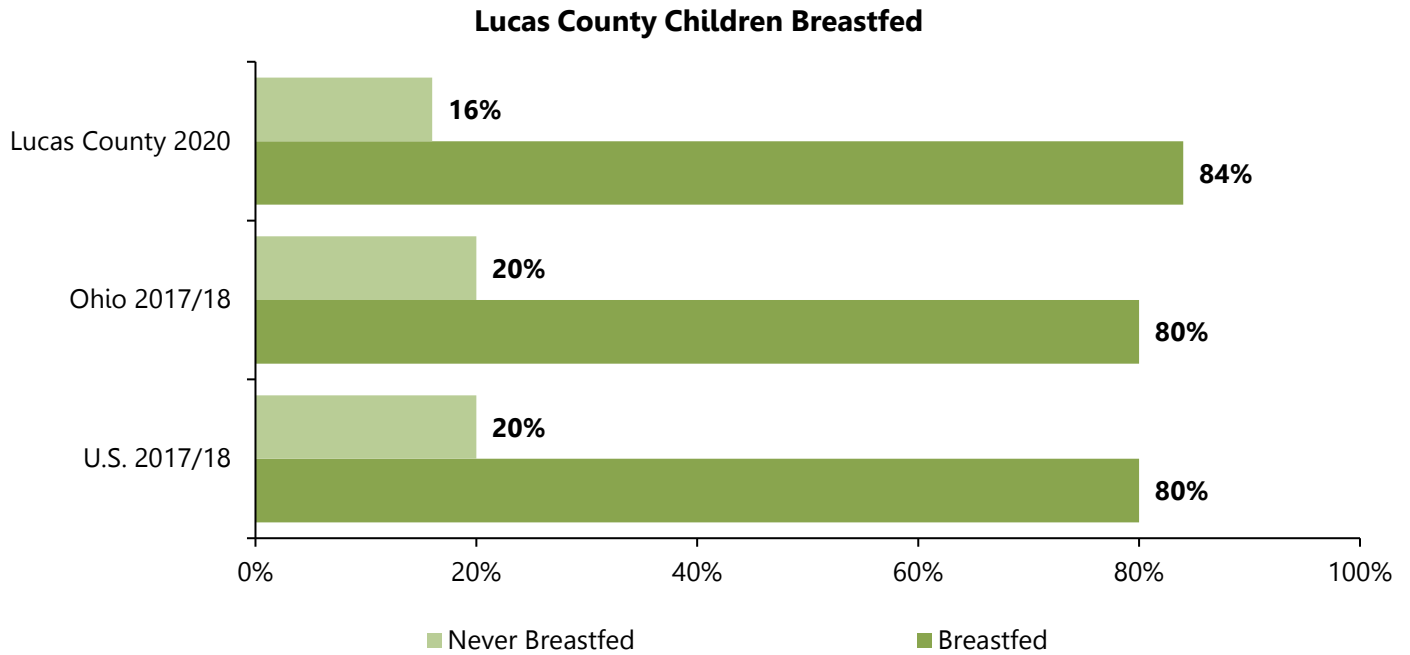 Lucas County Children Breastfed
Lucas County 2020
16%
84%
Ohio 2017/18
20%
80%
U.S. 2017/18
20%
80%
0% 20% 40% 60% 80% 100%
Never Breastfed Breastfed